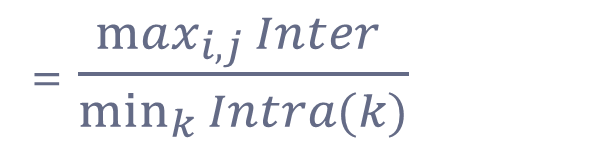 = max_{i,j} Inter
min_k Intra(k)